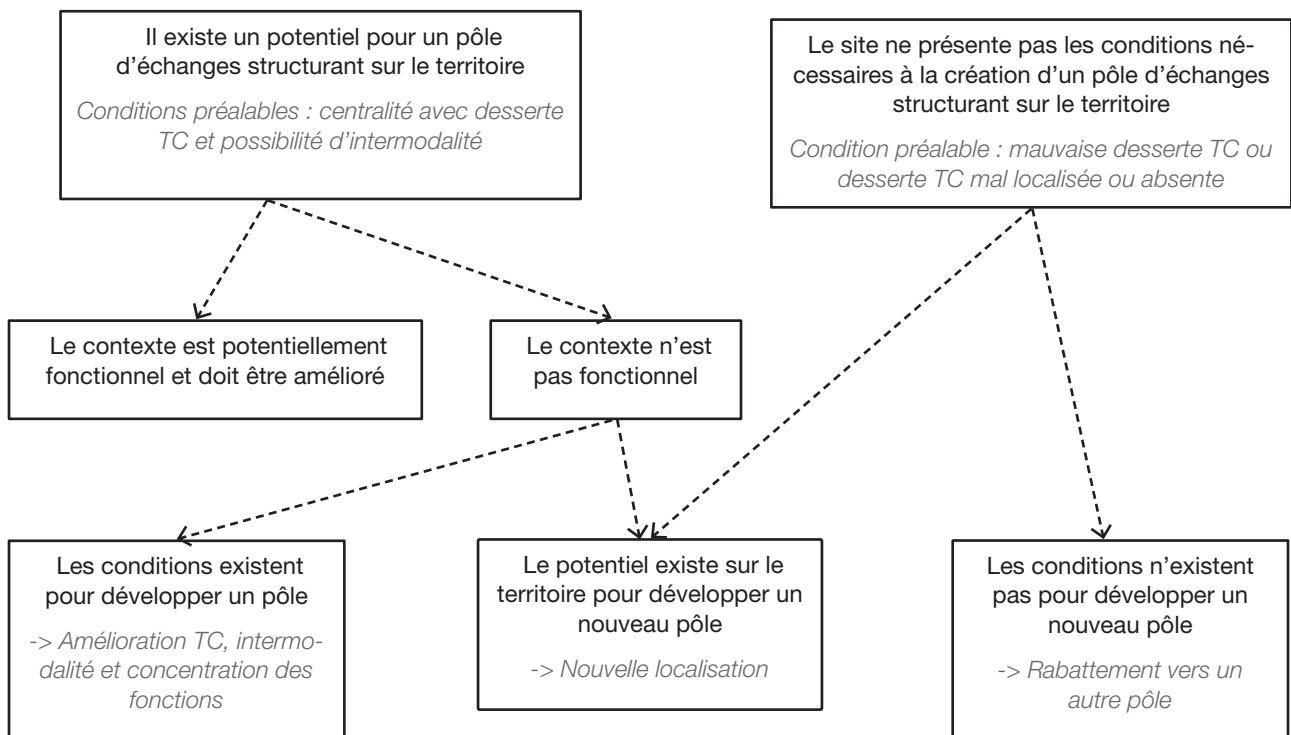 Il existe un potentiel pour un pôle
d’échanges structurant sur le territoire
Conditions préalables : centralité avec desserte
TC et possibilité d’intermodalité
Le site ne présente pas les conditions né-
cessaires à la création d’un pôle d’échanges
structurant sur le territoire
Condition préalable : mauvaise desserte TC ou
desserte TC mal localisée ou absente
Le contexte est potentiellement
fonctionnel et doit être amélioré
Le contexte n’est
pas fonctionnel
Les conditions existent
pour développer un pôle
-> Amélioration TC, intermo-
dalité et concentration des
fonctions
Le potentiel existe sur le
territoire pour développer un
nouveau pôle
-> Nouvelle localisation
Les conditions n’existent
pas pour développer un
nouveau pôle
-> Rabattement vers un
autre pôle